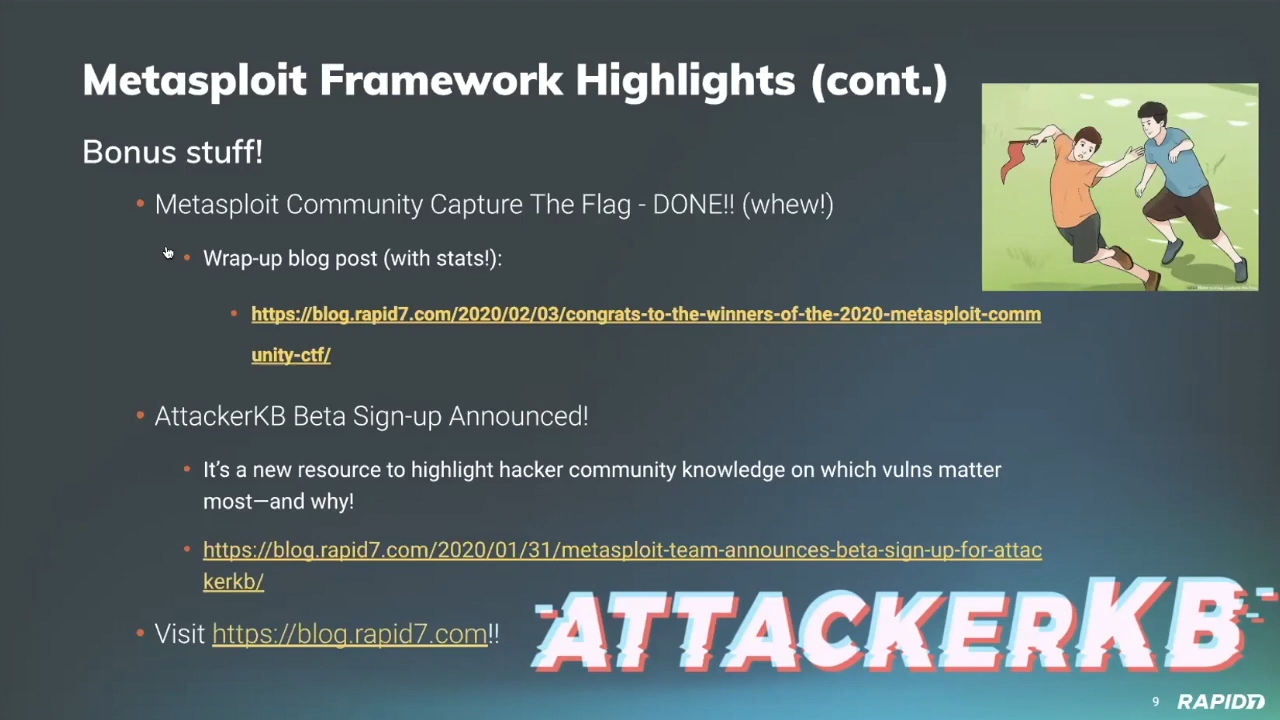 Metasploit Framework Highlights (cont.)
Bonus stuff!
• Metasploit Community Capture The Flag - DONE!! (whew!)
• Wrap-up blog post (with stats!):
• https://blog.rapid7.com/2020/02/03/congrats-to-the-winners-of-the-2020-metasploit-comm
unity-ctf/
• AttackerKB Beta Sign-up Announced!
• It’s a new resource to highlight hacker community knowledge on which vulns matter
most—and why!
• https://blog.rapid7.com/2020/01/31/metasploit-team-announces-beta-sign-up-for-attac
kerkb/
• Visit https://blog.rapid7.com!!
ATTACKERKB
9 RAPID7